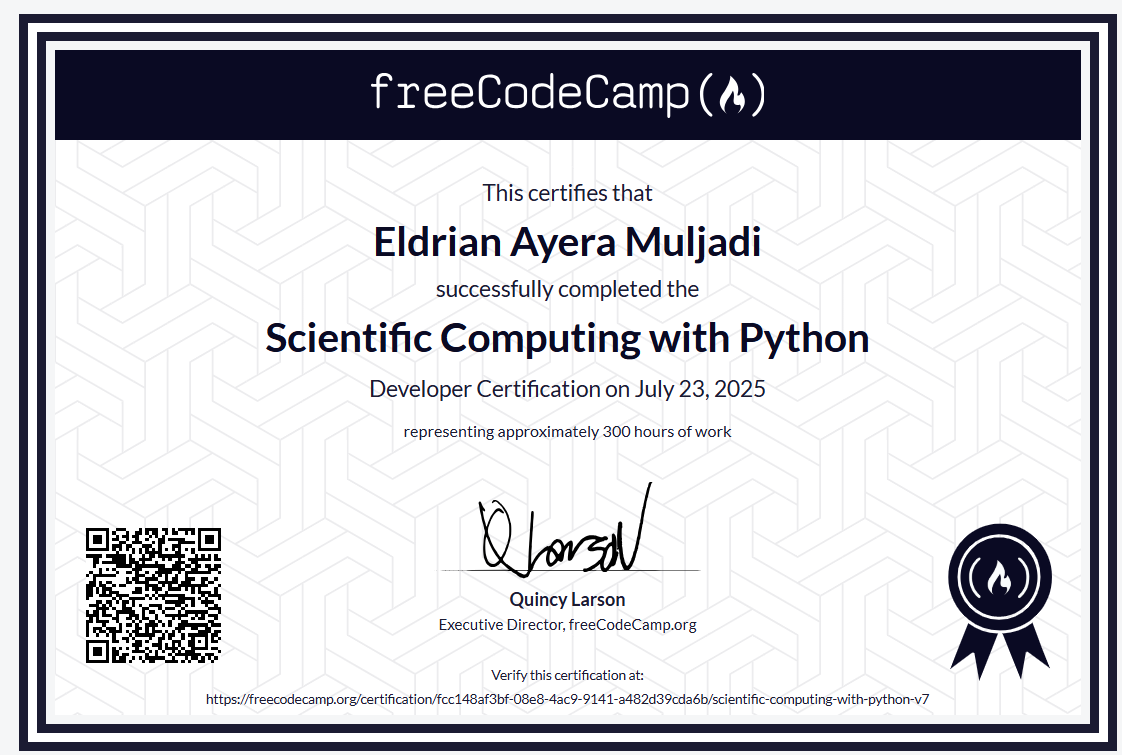 freeCodeCamp
This certifies that
Eldrian Ayera Muljadi
successfully completed the
Scientific Computing with Python
Developer Certification on July 23, 2025
representing approximately 300 hours of work
Q Larson
Quincy Larson
Executive Director, freeCodeCamp.org
Verify this certification at:
https://freecodecamp.org/certification/fcc148af3bf-08e8-4ac9-9141-a482d39cda6b/scientific-computing-with-python-v7